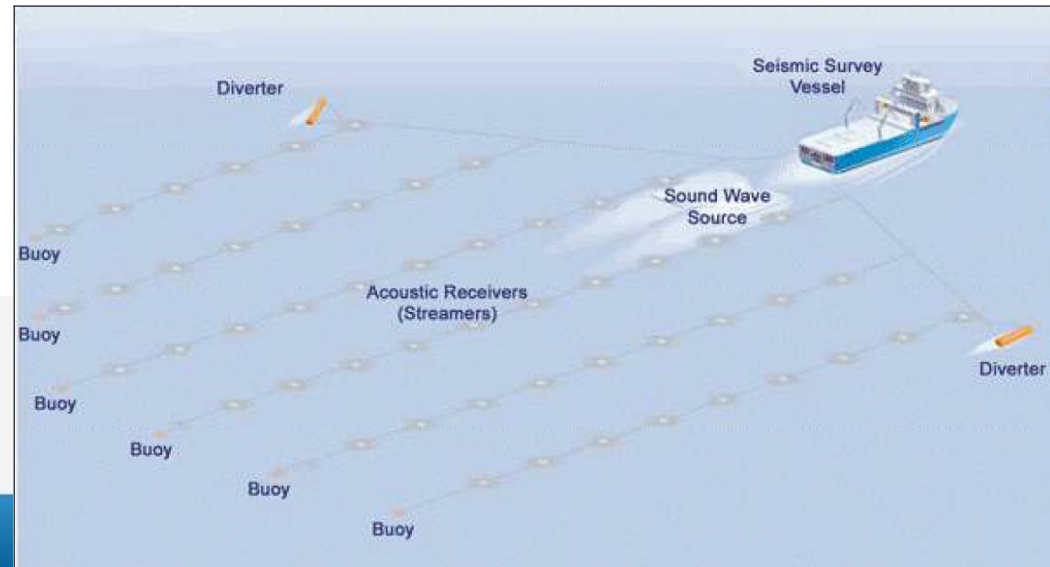 Seismic Survey
Vessel
Diverter
Sound Wave
Source
Buoy
Acoustic Receivers
(Streamers)
Buoy
Diverter
Buoy
Buoy
Buoy
Buoy